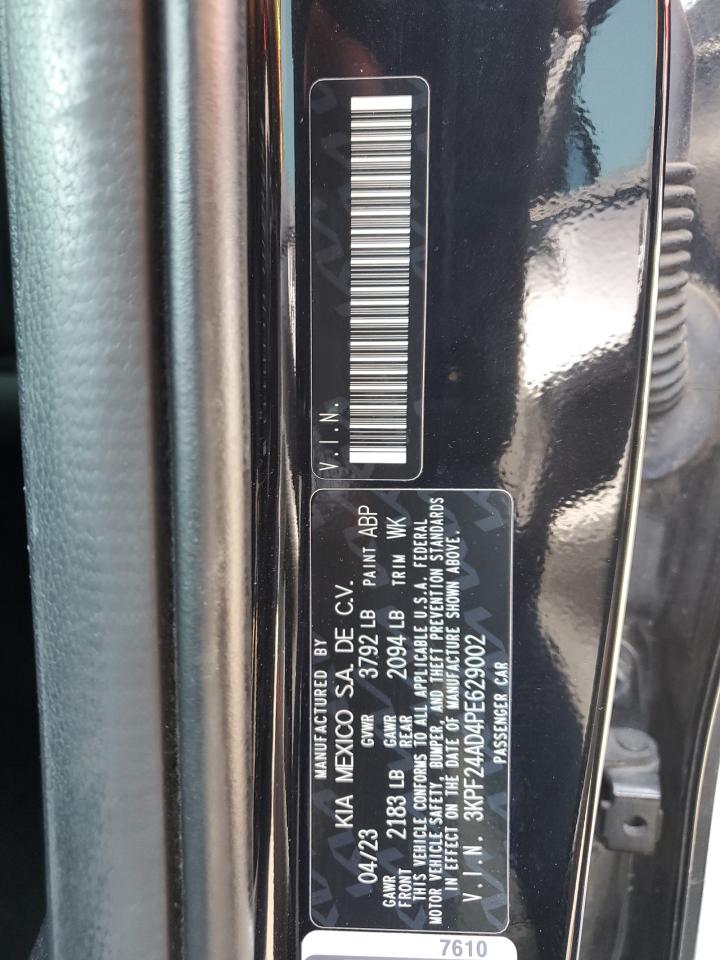 V.I.N.
MANUFACTURED BY
KIA MEXICO S.A. DE C.V.
04/23 GVWR 3792 LB PAINT ABP
GAWR FRONT 2183 LB GAWR REAR 2094 LB TRIM WK
THIS VEHICLE CONFORMS TO ALL APPLICABLE U.S.A. FEDERAL
MOTOR VEHICLE SAFETY, BUMPER, AND THEFT PREVENTION STANDARDS
IN EFFECT ON THE DATE OF MANUFACTURE SHOWN ABOVE.
V.I.N. 3KPF24AD4PE629002
PASSENGER CAR
7610